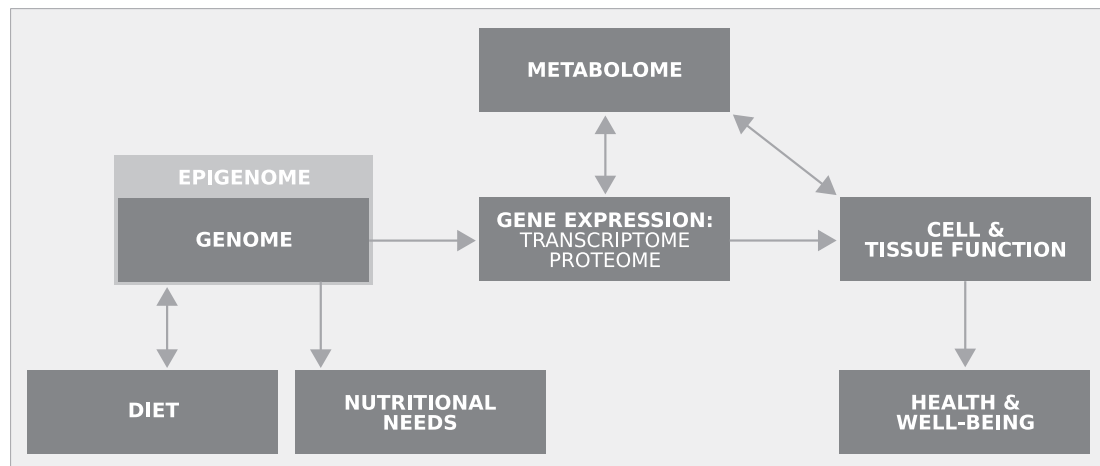 METABOLOME
EPIGENOME
GENOME
GENE EXPRESSION:
TRANSCRIPTOME
PROTEOME
CELL &
TISSUE FUNCTION
DIET
NUTRITIONAL
NEEDS
HEALTH &
WELL-BEING